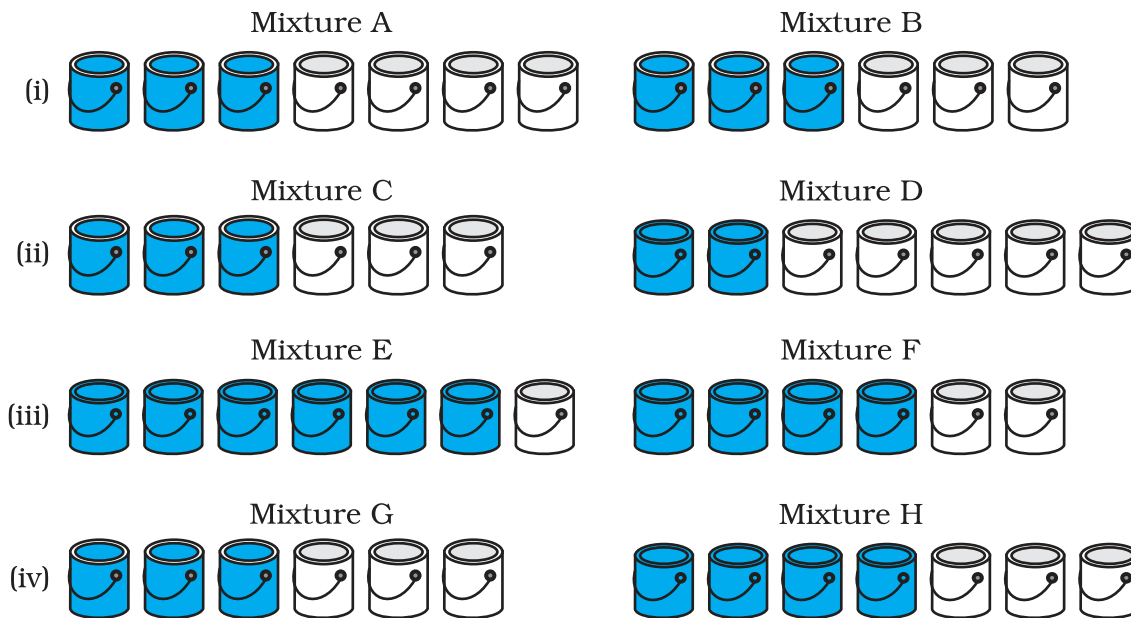 Mixture A Mixture B
(i)
Mixture C Mixture D
(ii)
Mixture E Mixture F
(iii)
Mixture G Mixture H
(iv)